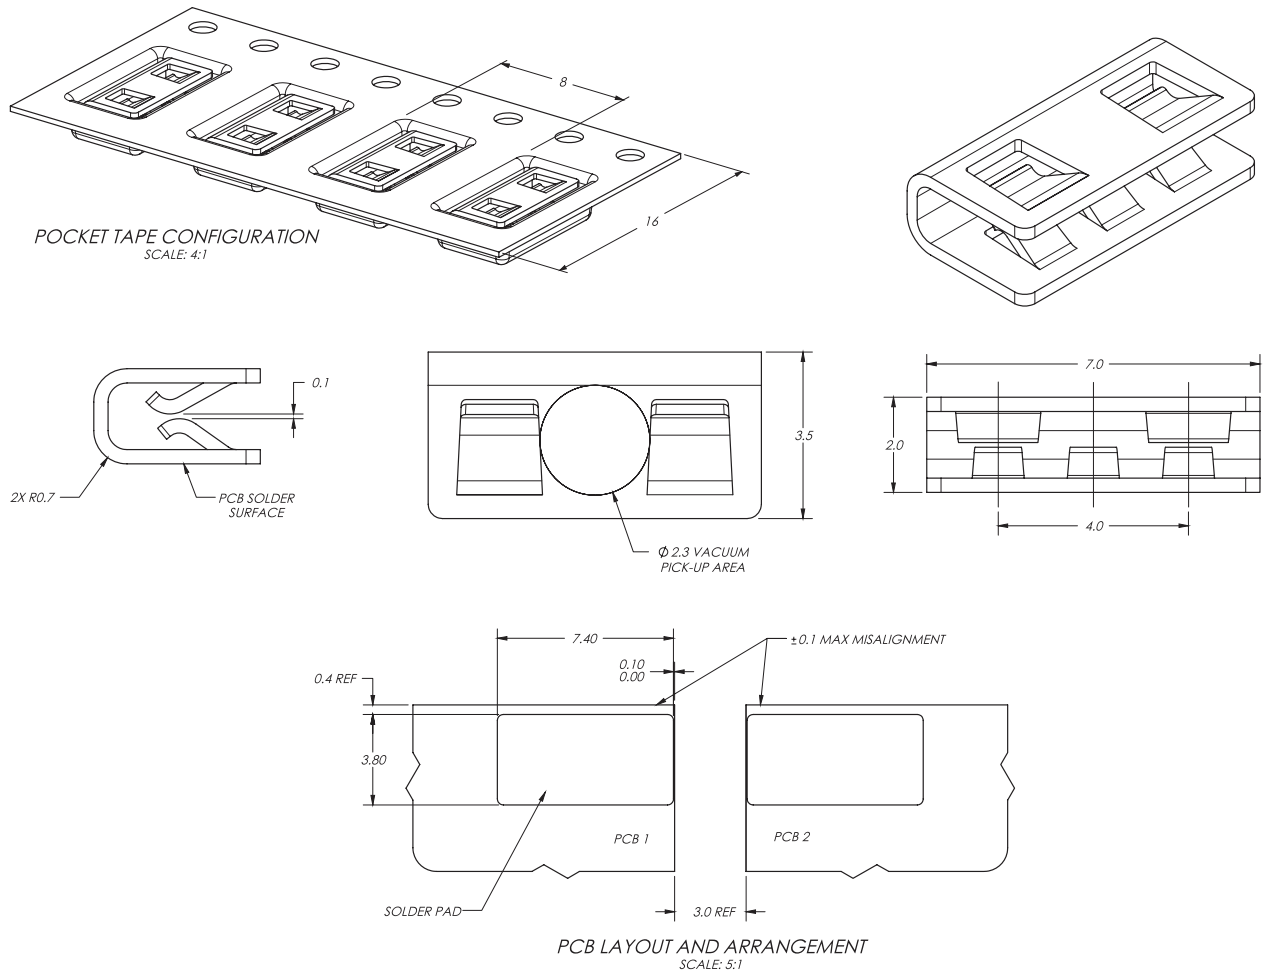 8
16
POCKET TAPE CONFIGURATION
SCALE: 4:1
0.1
2X R0.7
PCB SOLDER
SURFACE
3.5
Ø 2.3 VACUUM
PICK-UP AREA
7.0
2.0
4.0
7.40
±0.1 MAX MISALIGNMENT
0.10
0.00
0.4 REF
3.80
PCB 1
PCB 2
SOLDER PAD
3.0 REF
PCB LAYOUT AND ARRANGEMENT
SCALE: 5:1